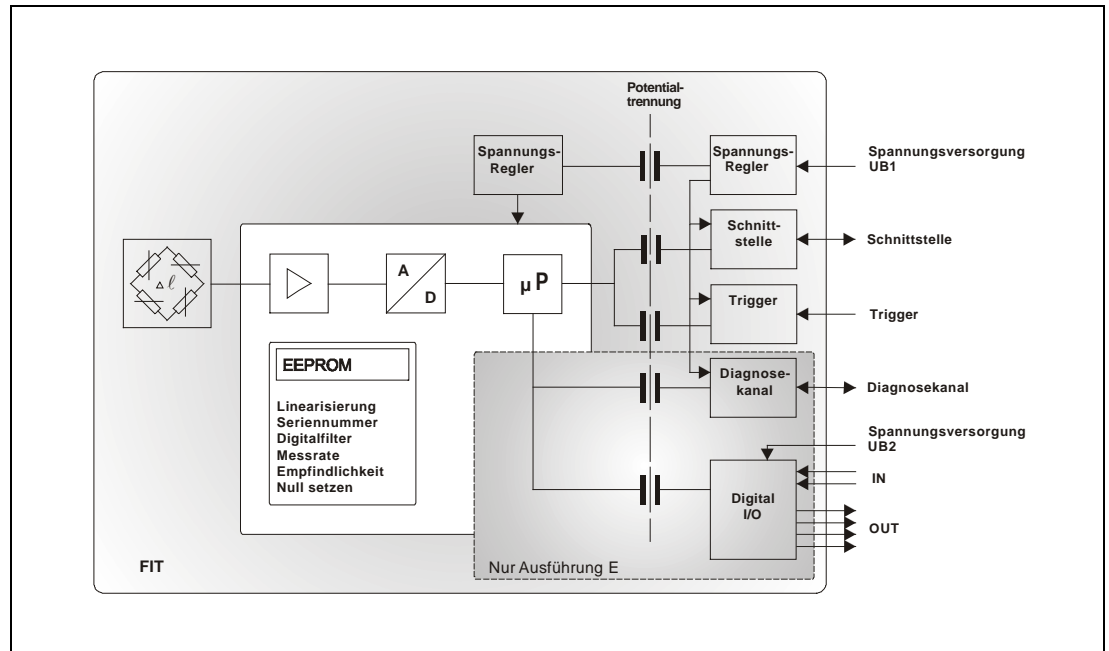 Potential-
trennung
Spannungs-
Regler
Spannungs-
Regler
Spannungsversorgung
UB1
Schnitt-
stelle
Schnittstelle
Δ ℓ
A
D
µP
Trigger
Trigger
EEPROM
Linearisierung
Seriennummer
Digitalfilter
Messrate
Empfindlichkeit
Null setzen
Diagnose-
kanal
Diagnosekanal
Spannungsversorgung
UB2
IN
Digital
I/O
OUT
FIT
Nur Ausführung E